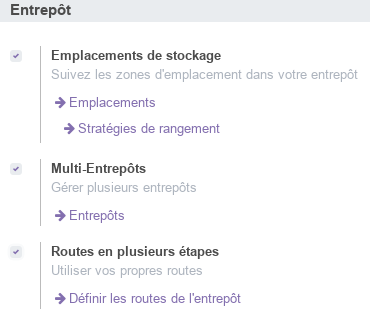 Entrepôt
Emplacements de stockage
Suivez les zones d'emplacement dans votre entrepôt
Emplacements
Stratégies de rangement
Multi-Entrepôts
Gérer plusieurs entrepôts
Entrepôts
Routes en plusieurs étapes
Utiliser vos propres routes
Définir les routes de l'entrepôt